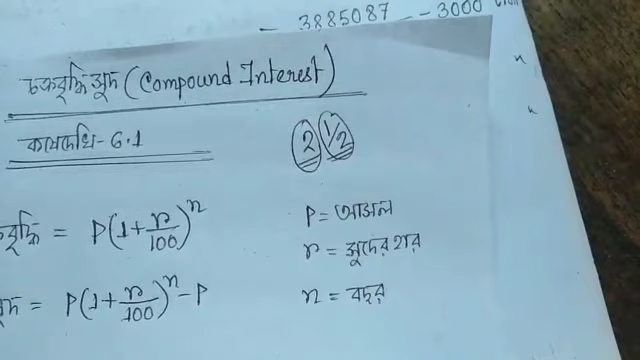 - 3885087 - 3000
চক্রবৃদ্ধি সুদ (Compound Interest)
কষে দেখি - 6.1
2 1/2
বৃদ্ধি = P(1+r/100)^n
P = আসল
r = সুদের হার
= P(1+r/100)^n - P
n = বছর